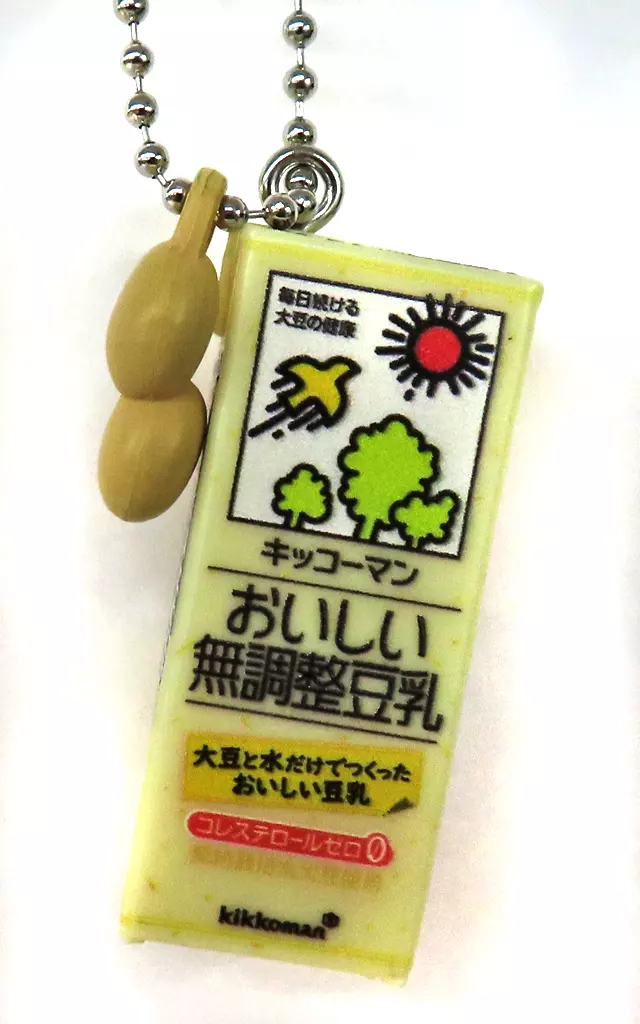 毎日続ける
大豆の健康
キッコーマン
おいしい
無調整豆乳
大豆と水だけでつくった
おいしい豆乳
コレステロールゼロ0
kikkoman